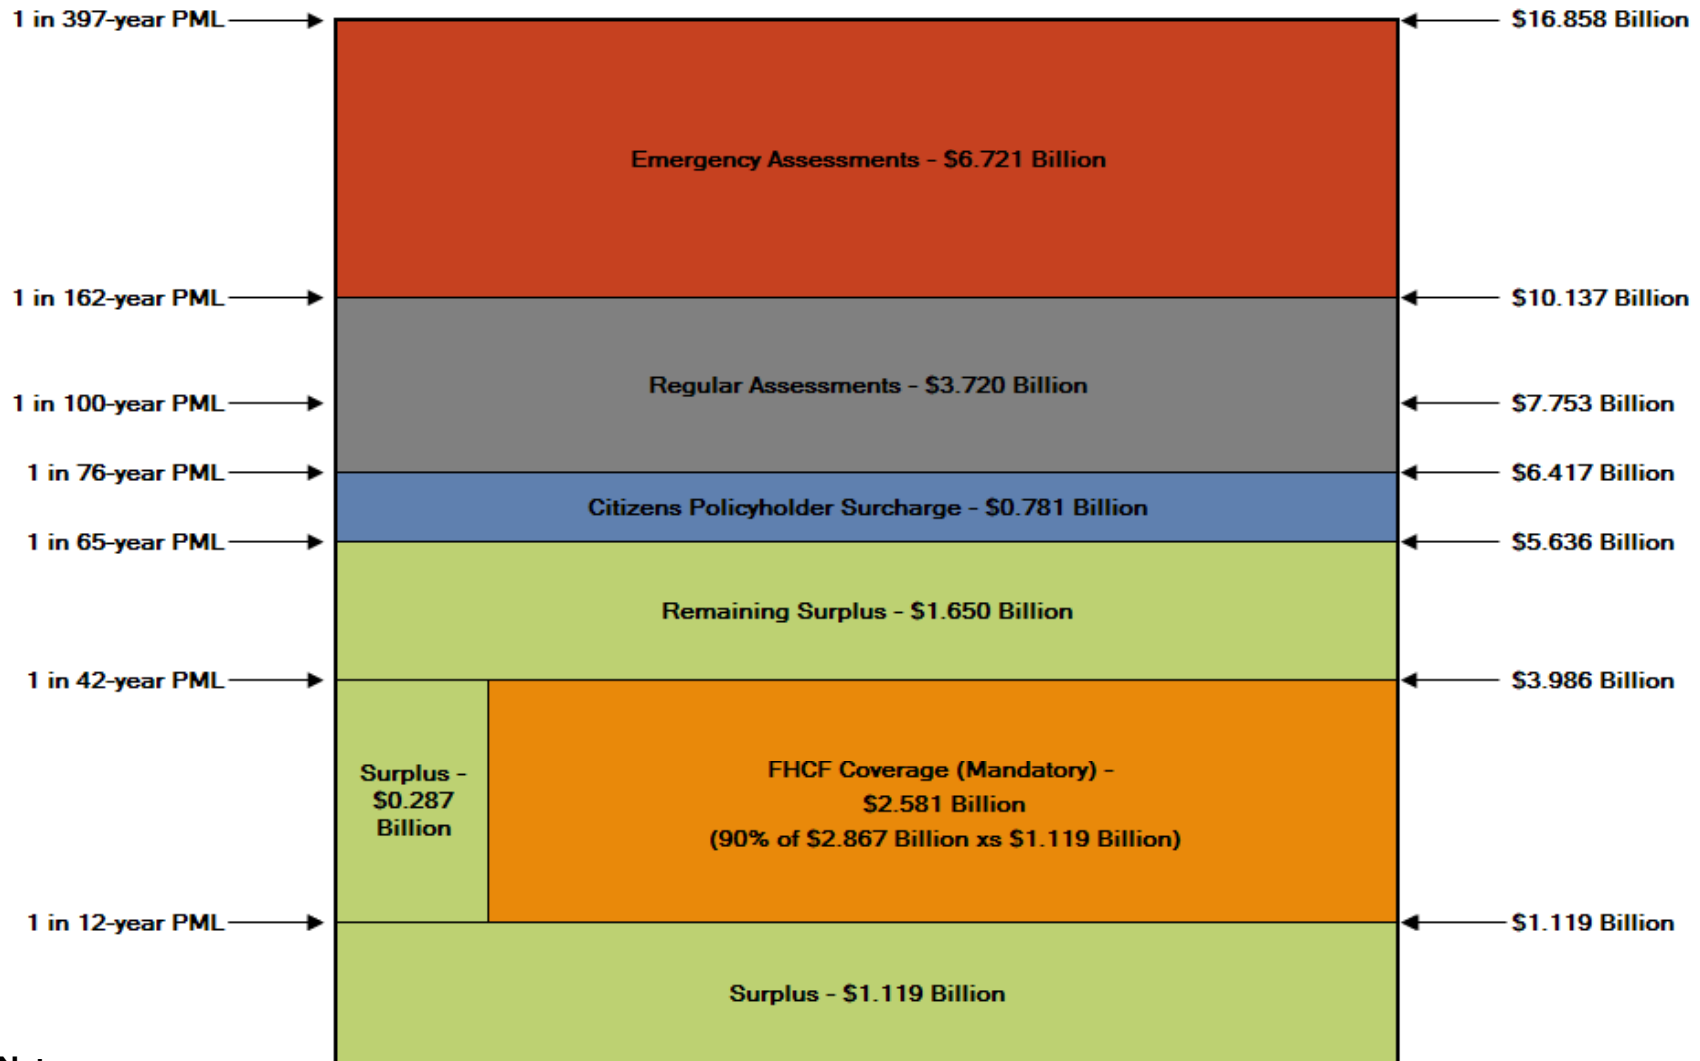 1 in 397-year PML
$16.858 Billion
Emergency Assessments - $6.721 Billion
1 in 162-year PML
$10.137 Billion
Regular Assessments - $3.720 Billion
1 in 100-year PML
$7.753 Billion
1 in 76-year PML
$6.417 Billion
Citizens Policyholder Surcharge - $0.781 Billion
1 in 65-year PML
$5.636 Billion
Remaining Surplus - $1.650 Billion
1 in 42-year PML
$3.986 Billion
Surplus -
$0.287
Billion
FHCF Coverage (Mandatory) -
$2.581 Billion
(90% of $2.867 Billion xs $1.119 Billion)
1 in 12-year PML
$1.119 Billion
Surplus - $1.119 Billion